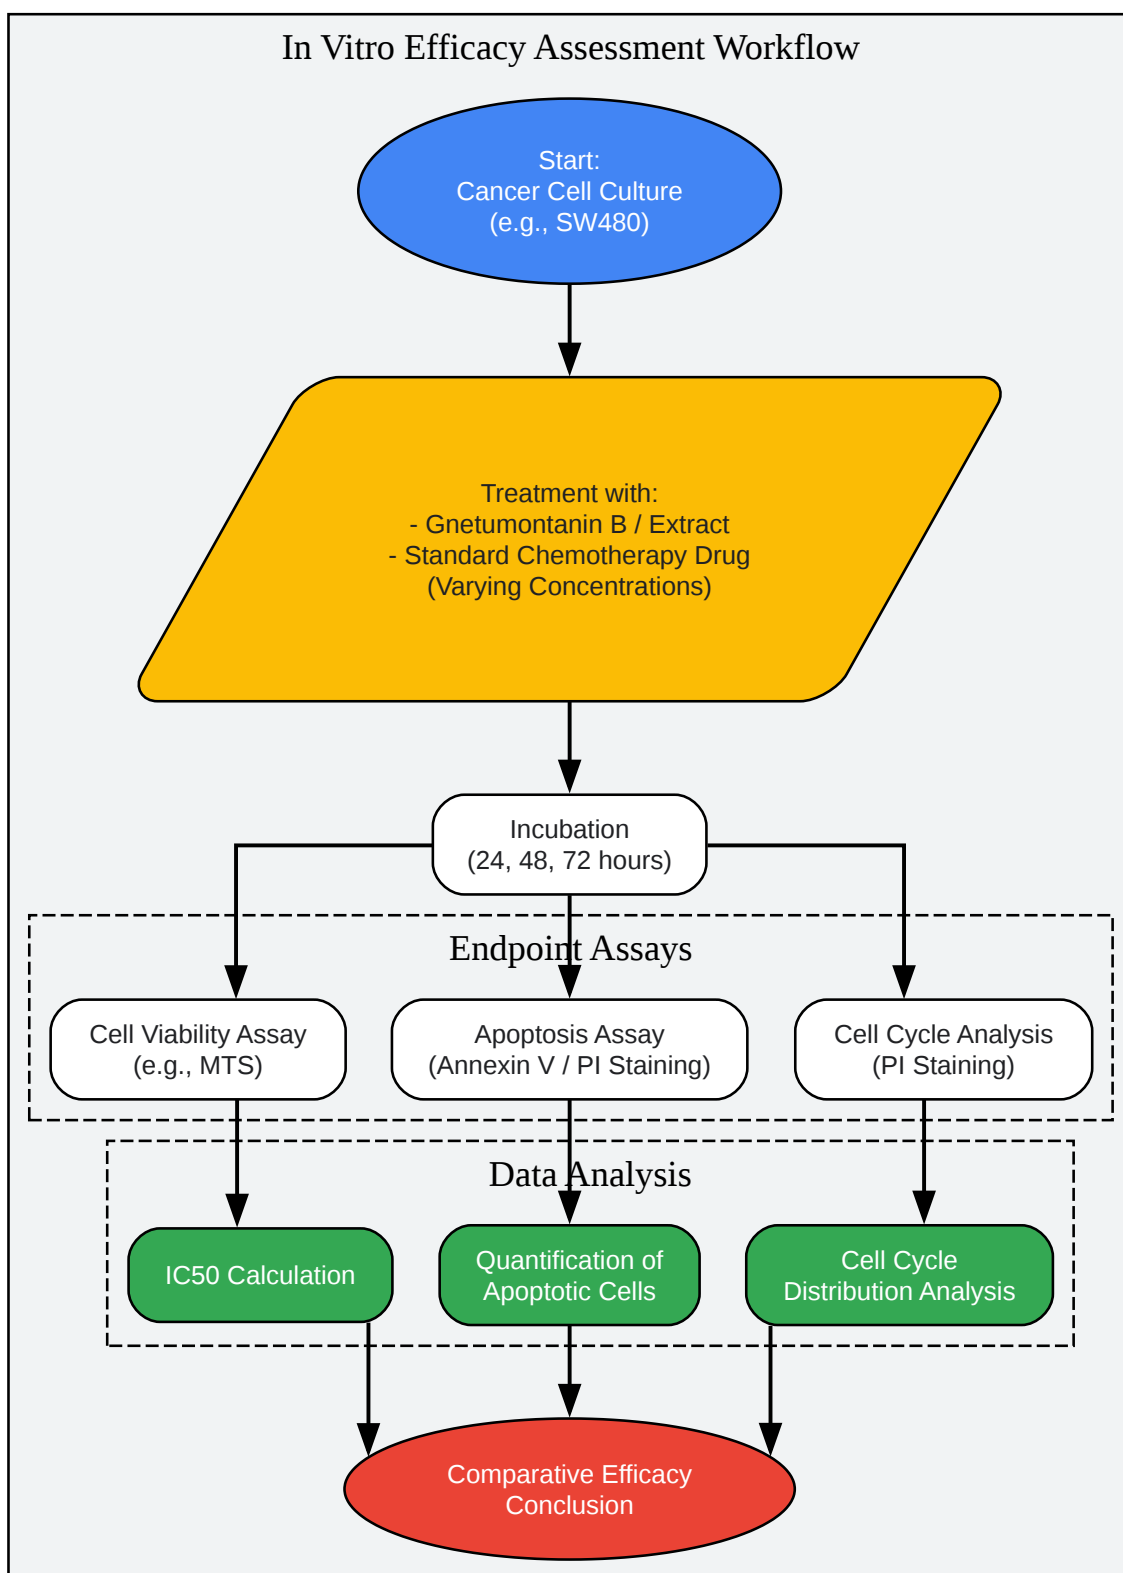 In Vitro Efficacy Assessment Workflow
Start:
Cancer Cell Culture
(e.g., SW480)
Treatment with:
- Gnetumontanin B / Extract
- Standard Chemotherapy Drug
(Varying Concentrations)
Incubation
(24, 48, 72 hours)
Endpoint Assays
Cell Viability Assay
(e.g., MTS)
Apoptosis Assay
(Annexin V / PI Staining)
Cell Cycle Analysis
(PI Staining)
Data Analysis
IC50 Calculation
Quantification of
Apoptotic Cells
Cell Cycle
Distribution Analysis
Comparative Efficacy
Conclusion